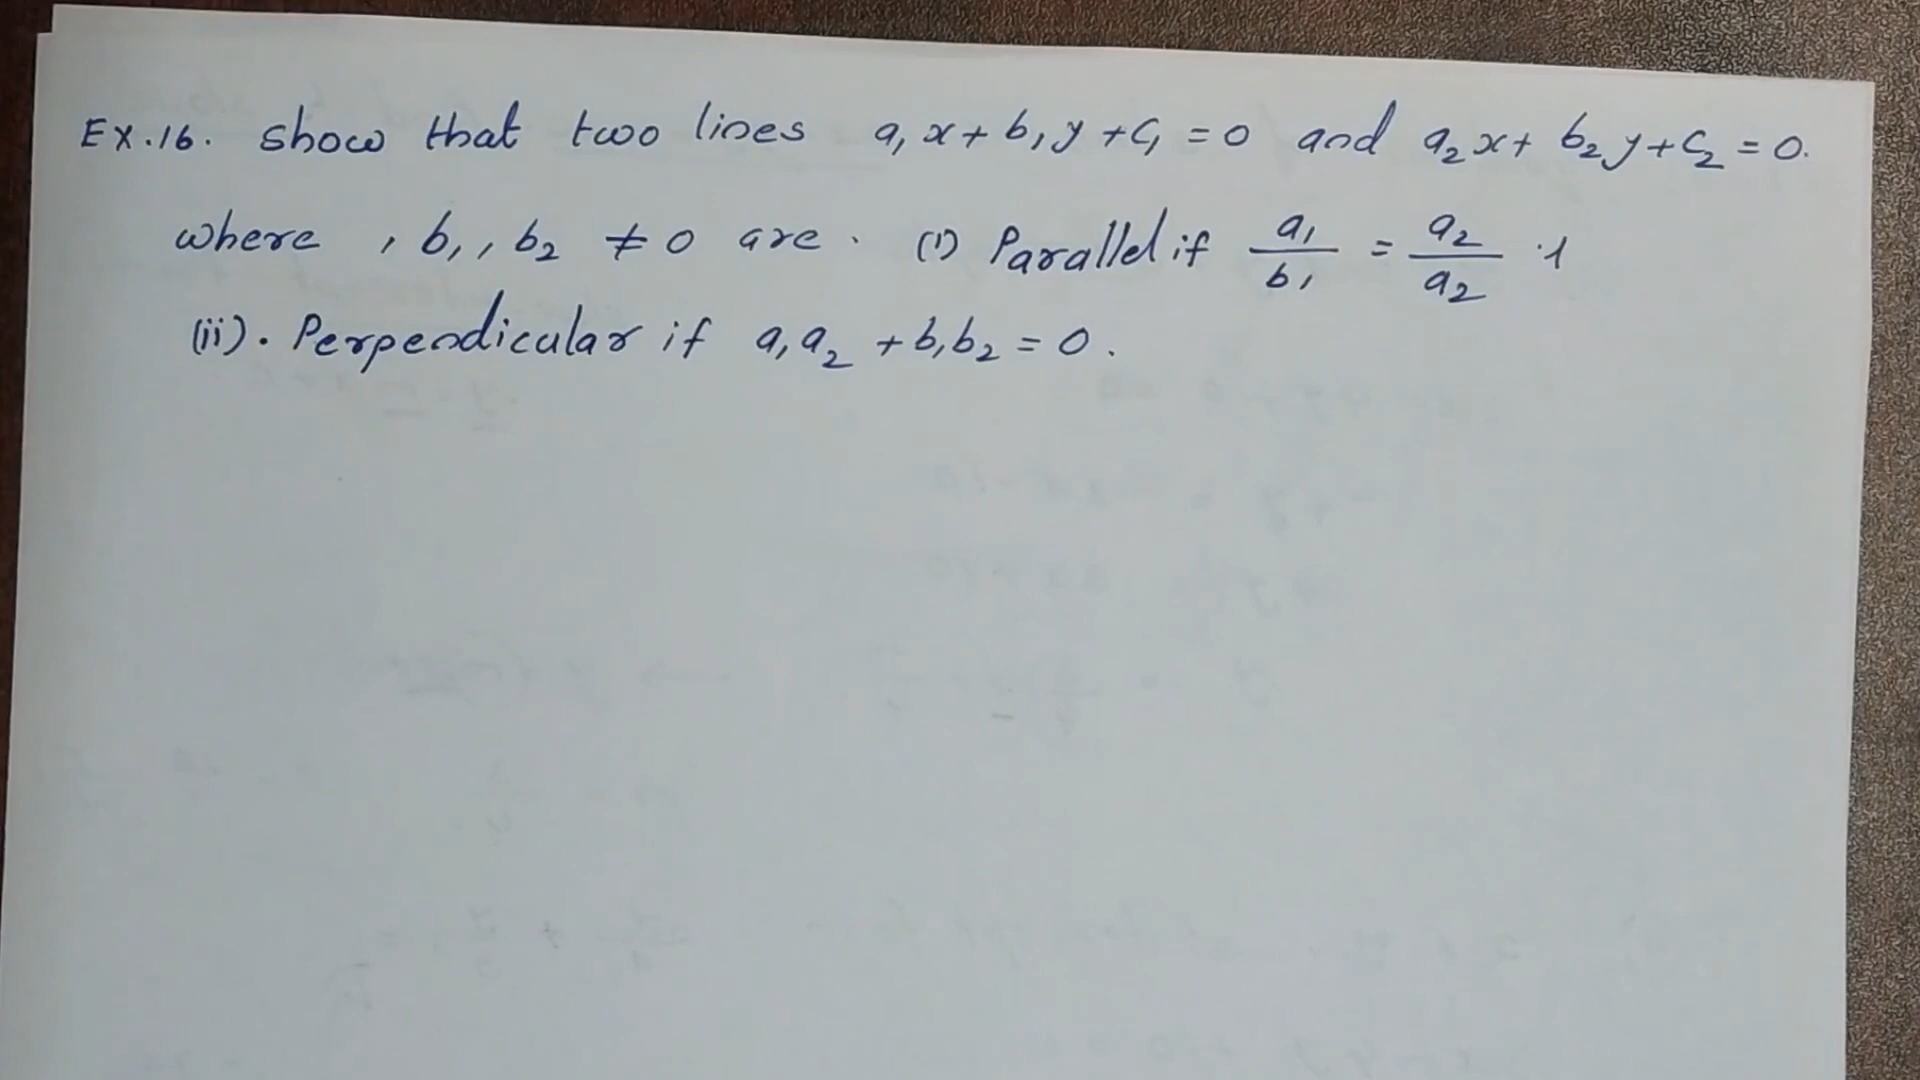 Ex.16. show that two lines a₁x + b₁y + c₁ = 0 and a₂x + b₂y + c₂ = 0.
where , b₁, b₂ ≠ 0 are . (i) Parallel if a₁/b₁ = a₂/a₂ .
(ii). Perpendicular if a₁a₂ + b₁b₂ = 0.